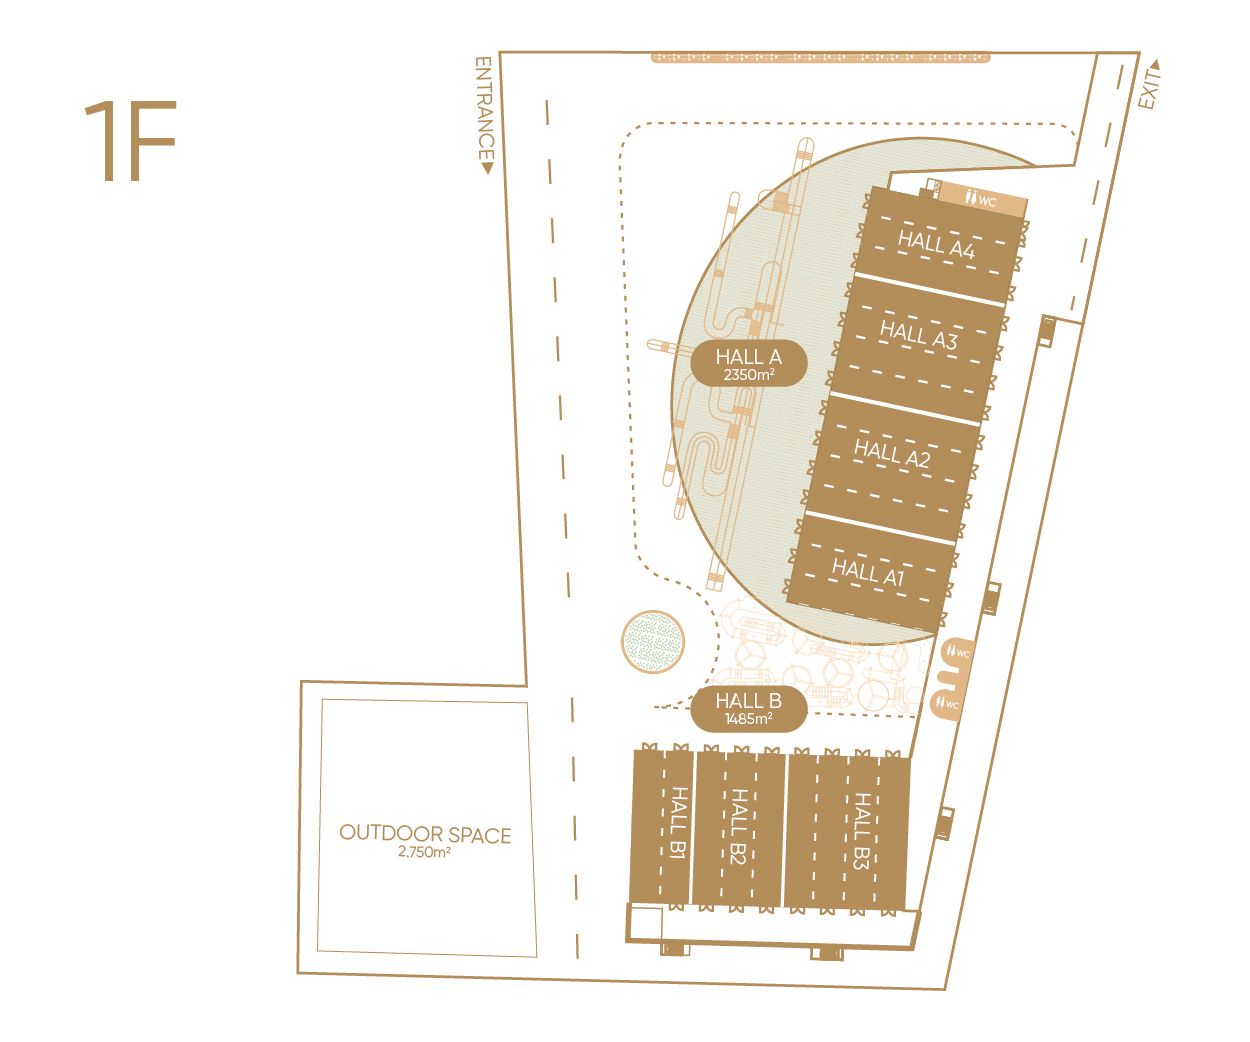 1F
ENTRANCE
EXIT
WC
HALL A4
HALL A3
HALL A
2350m²
HALL A2
HALL A1
WC
WC
HALL B
1485m²
HALL B1
HALL B2
HALL B3
OUTDOOR SPACE
2,750m²